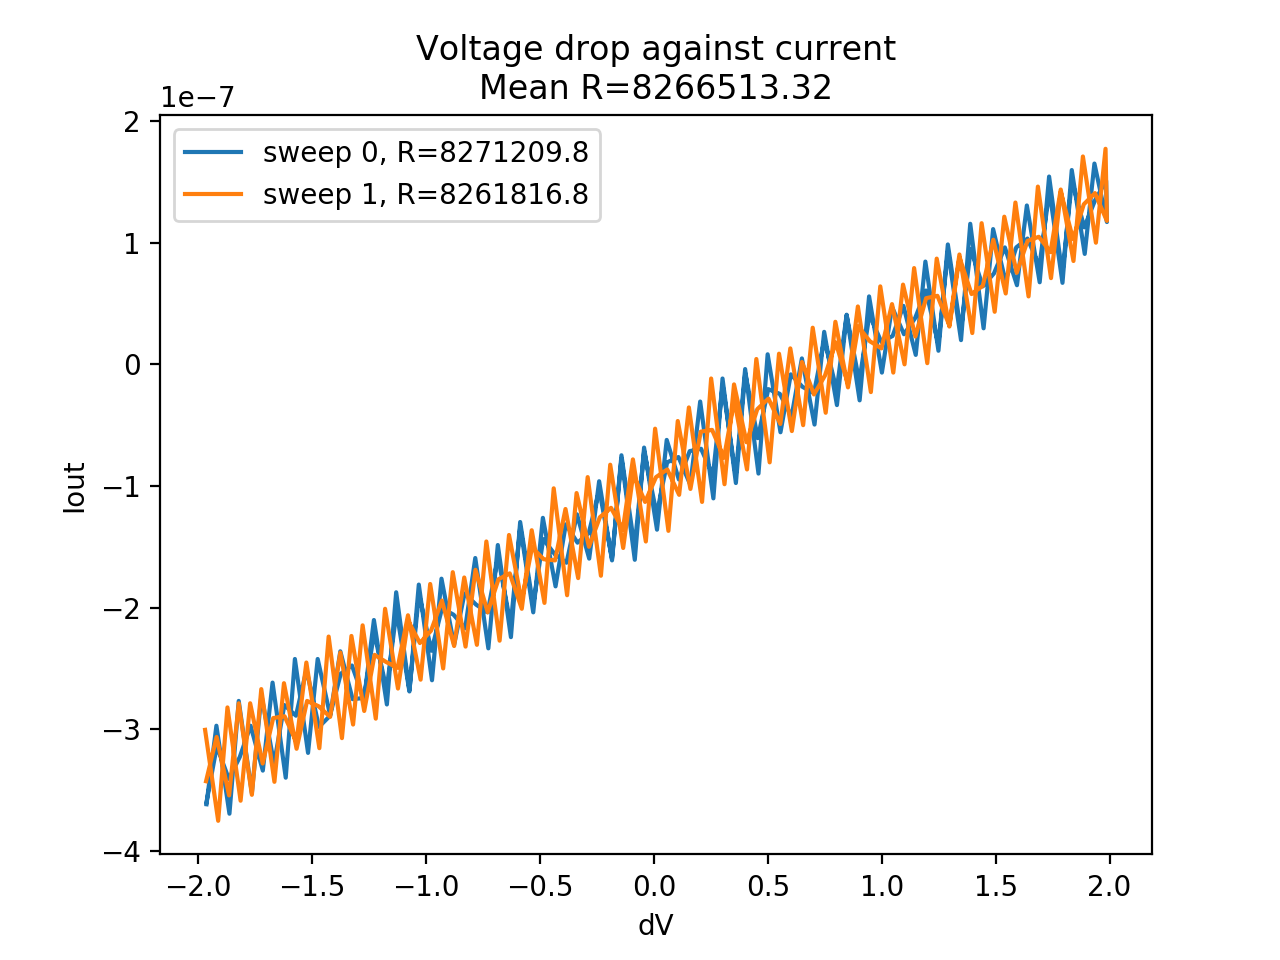 Voltage drop against current
Mean R=8266513.32
1e−7
sweep 0, R=8271209.8
sweep 1, R=8261816.8
2
1
0
−1
−2
−3
−4
Iout
−2.0 −1.5 −1.0 −0.5 0.0 0.5 1.0 1.5 2.0
dV